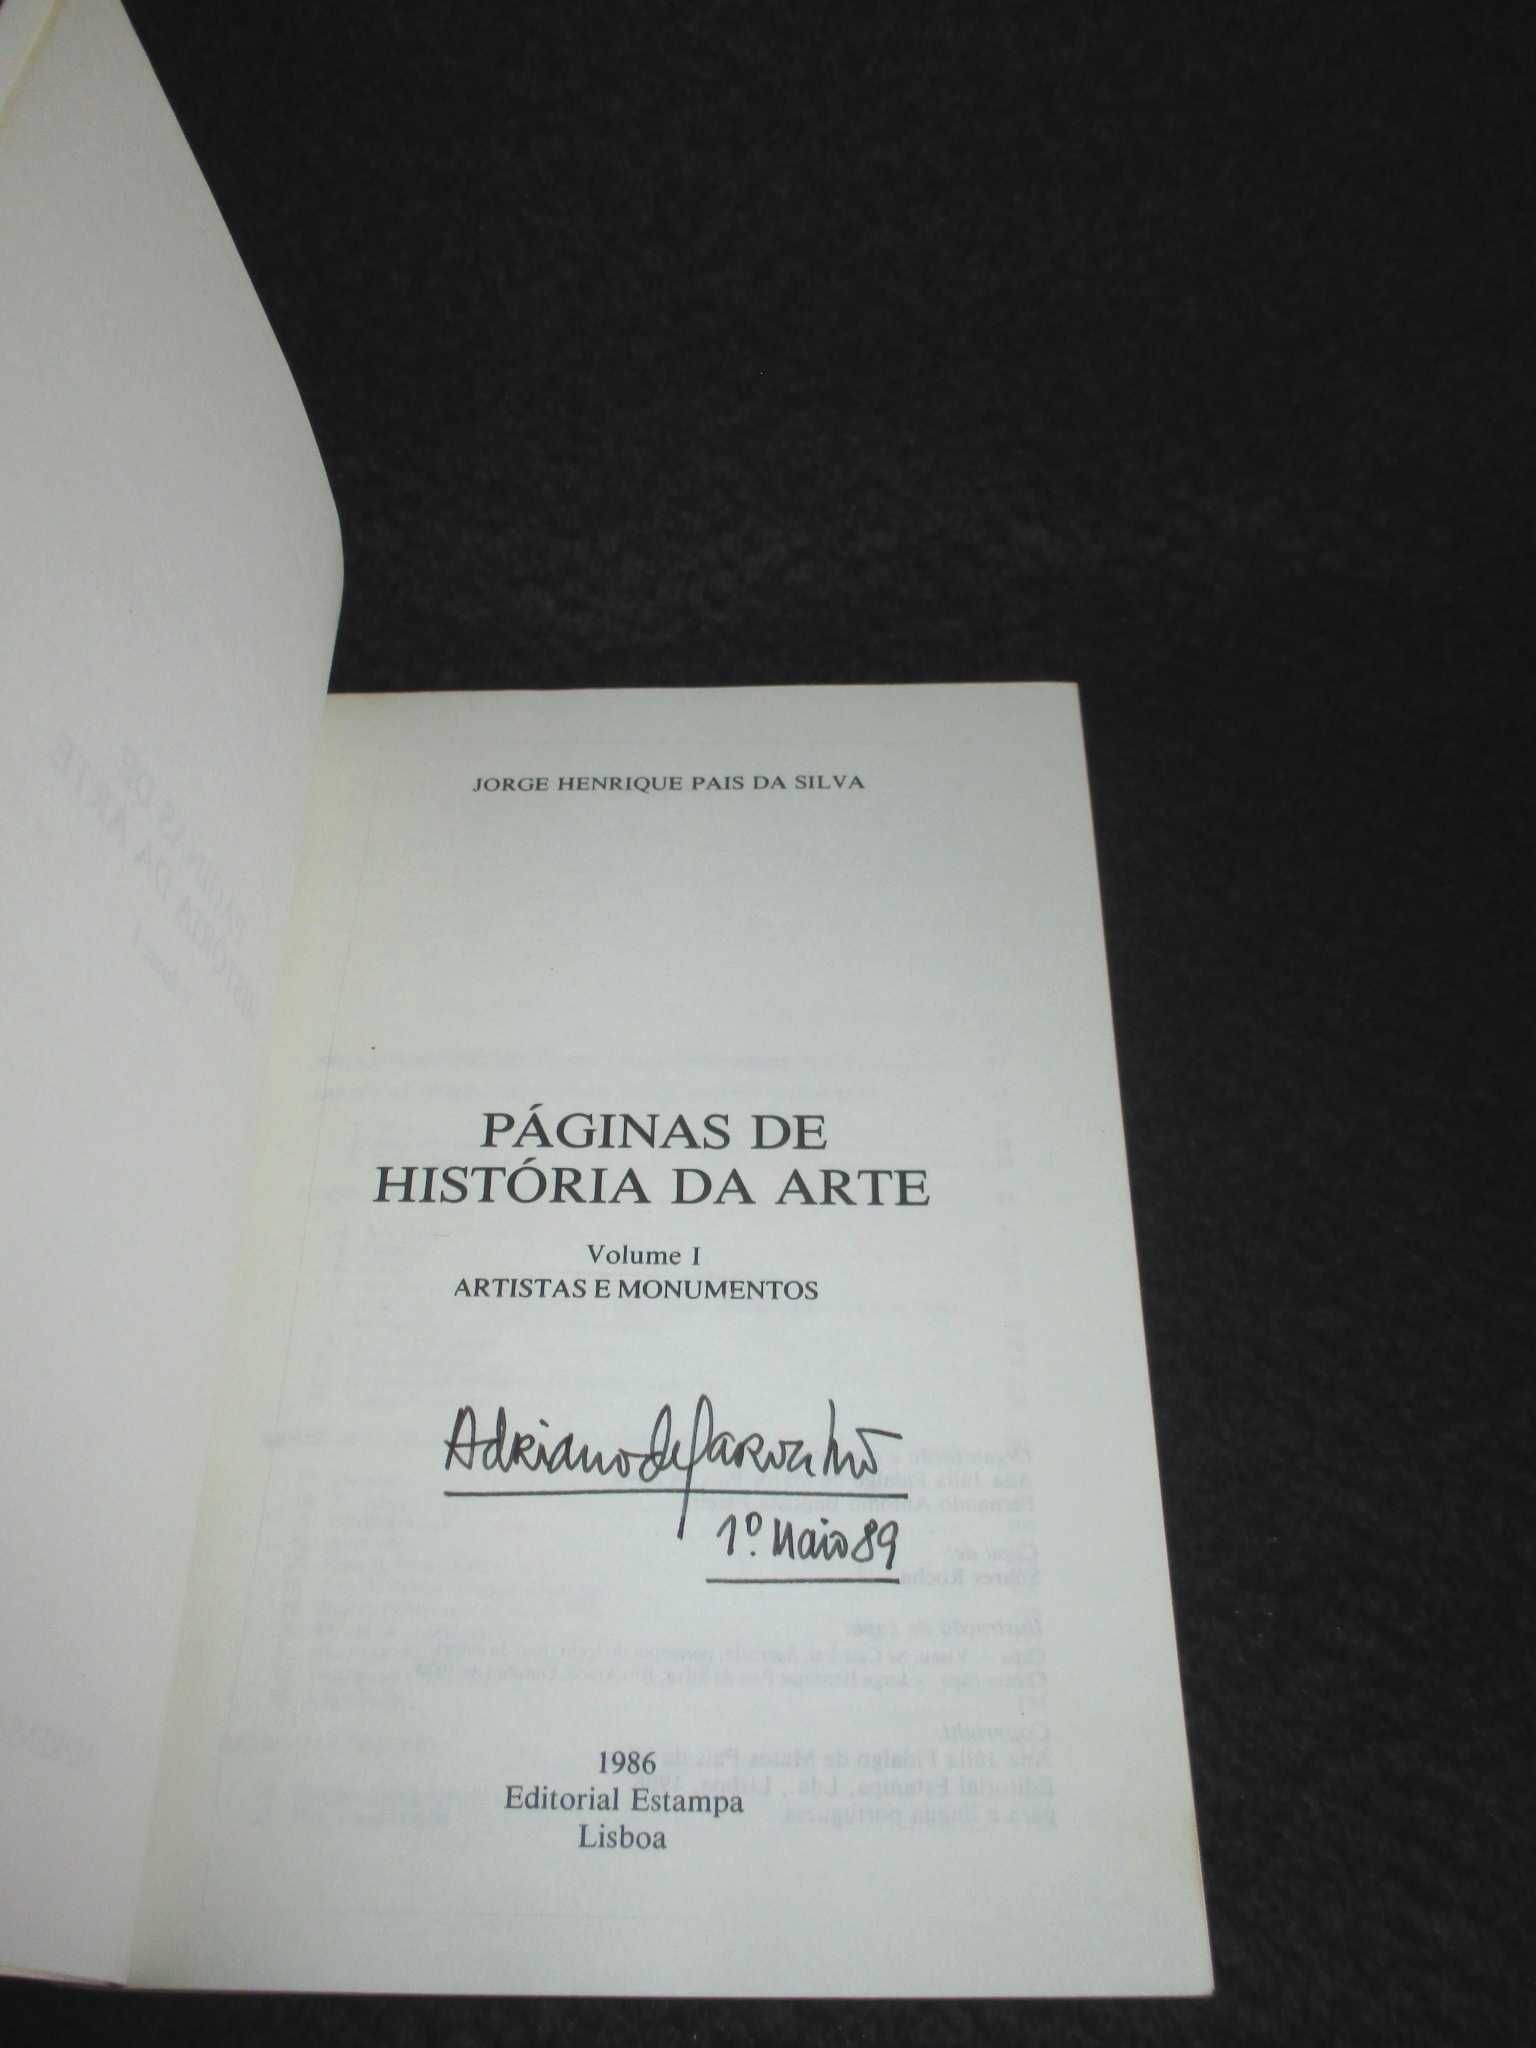 JORGE HENRIQUE PAIS DA SILVA
PÁGINAS DE
HISTÓRIA DA ARTE
Volume I
ARTISTAS E MONUMENTOS
Adriano de Carvalho
1º. Maio 89
1986
Editorial Estampa
Lisboa